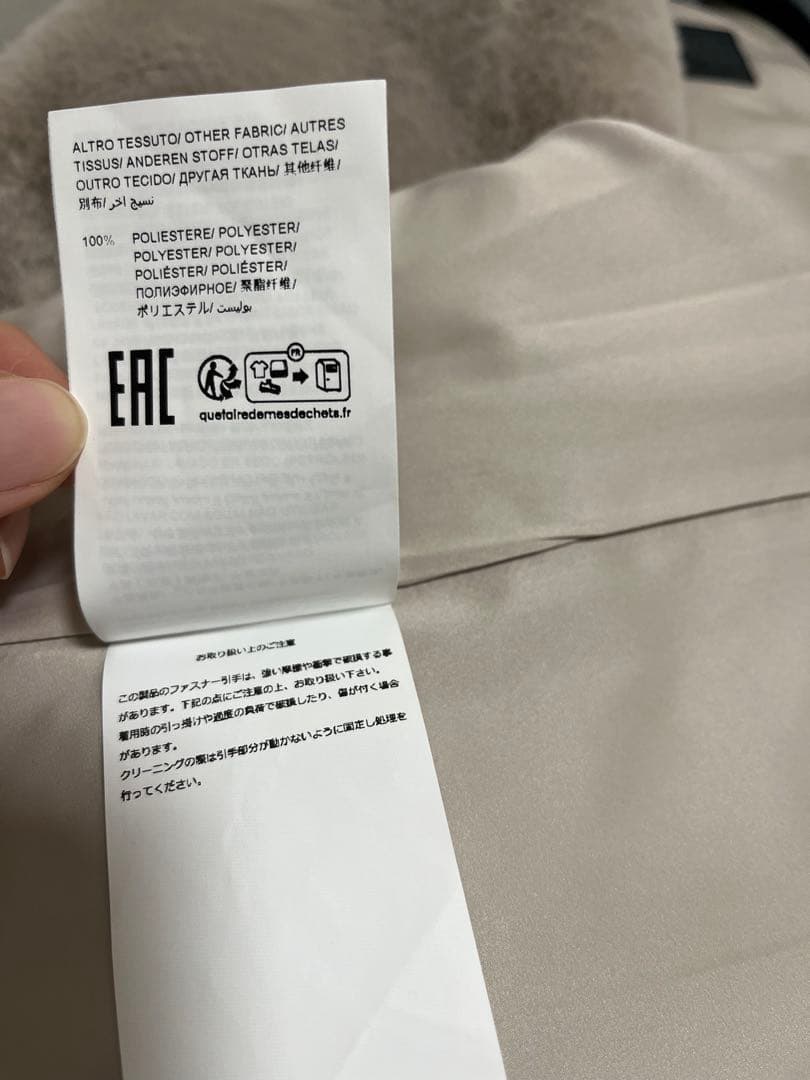 ALTRO TESSUTO/ OTHER FABRIC/ AUTRES
TISSUS/ ANDEREN STOFF/ OTRAS TELAS/
OUTRO TECIDO/ ДРУГАЯ ТКАНЬ/ 其他纤维/
別布/ نسيج آخر
100% POLIESTERE/ POLYESTER/
POLYESTER/ POLYESTER/
POLIÉSTER/ POLIÉSTER/
ПОЛИЭФИРНОЕ/ 聚脂纤维/
ポリエステル/ بوليست
EAC
FR
quefairedemesdechets.fr
お取り扱い上のご注意
この製品のファスナー引手は、強い摩擦や衝撃で破損する事
があります。下記の点にご注意の上、お取り扱い下さい。
着用時の引っ掛けや過度の負荷で破損したり、傷が付く場合
があります。
クリーニングの際は引手部分が動かないように固定し処理を
行ってください。